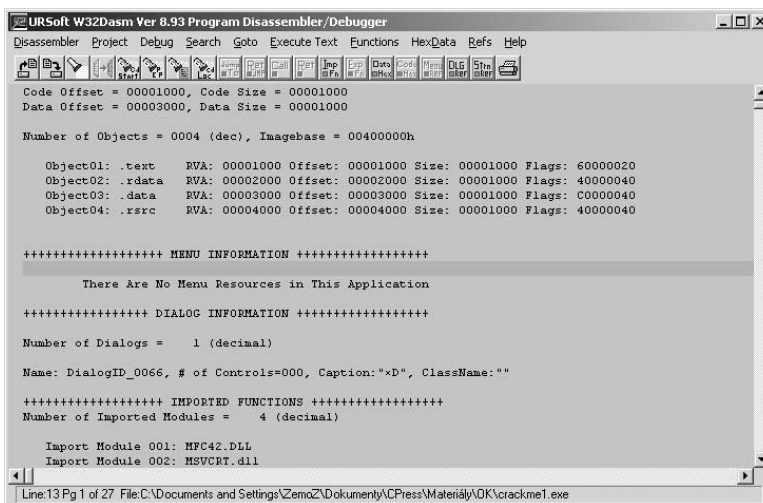 URSoft W32Dasm Ver 8.93 Program Disassembler/Debugger
Disassembler Project Debug Search Goto Execute Text Functions HexData Refs Help
Code Offset = 00001000, Code Size = 00001000
Data Offset = 00003000, Data Size = 00001000
Number of Objects = 0004 (dec), Imagebase = 00400000h
Object01: .text RVA: 00001000 Offset: 00001000 Size: 00001000 Flags: 60000020
Object02: .rdata RVA: 00002000 Offset: 00002000 Size: 00001000 Flags: 40000040
Object03: .data RVA: 00003000 Offset: 00003000 Size: 00001000 Flags: C0000040
Object04: .rsrc RVA: 00004000 Offset: 00004000 Size: 00001000 Flags: 40000040
+++++++++++++++++++ MENU INFORMATION ++++++++++++++++++
There Are No Menu Resources in This Application
+++++++++++++++++ DIALOG INFORMATION ++++++++++++++++++
Number of Dialogs = 1 (decimal)
Name: DialogID_0066, # of Controls=000, Caption:"×D", ClassName:""
+++++++++++++++++++ IMPORTED FUNCTIONS ++++++++++++++++++
Number of Imported Modules = 4 (decimal)
Import Module 001: MFC42.DLL
Import Module 002: MSVCRT.dll
Line:13 Pg 1 of 27 File:C:\Documents and Settings\ZemoZ\Dokumenty\CPress\Materiály\OK\crackme1.exe